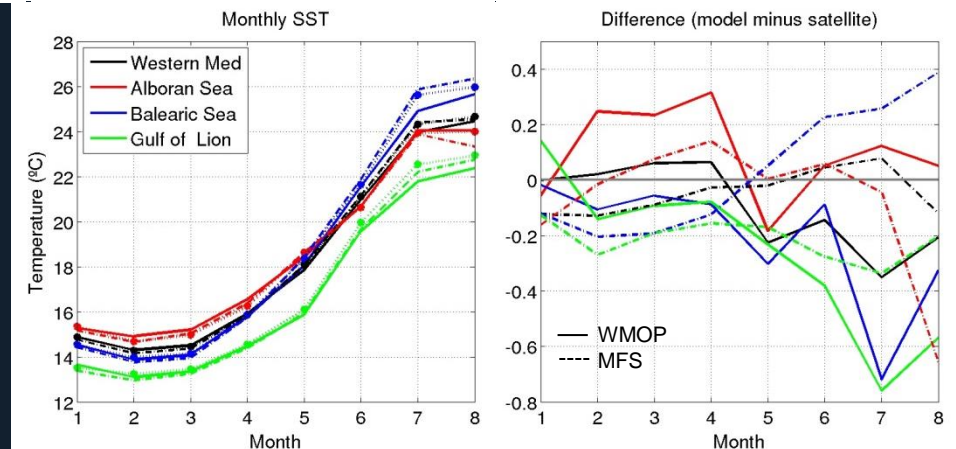 Monthly SST
28
26
24
22
20
18
16
14
12
Temperature (ºC)
Western Med
Alboran Sea
Balearic Sea
Gulf of Lion
1 2 3 4 5 6 7 8
Month
Difference (model minus satellite)
0.4
0.2
0
-0.2
-0.4
-0.6
-0.8
WMOP
MFS
1 2 3 4 5 6 7 8
Month